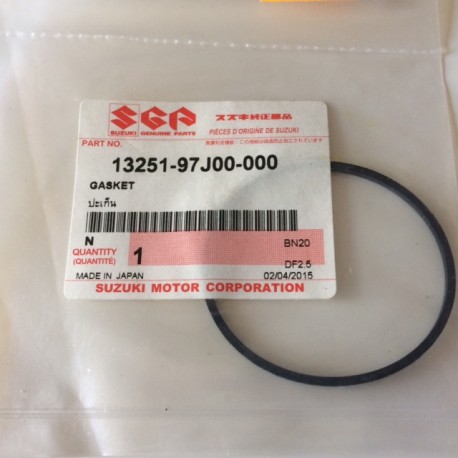 SGP スズキ純正部品
SUZUKI GENUINE PARTS PIÈCES D'ORIGINE DE SUZUKI
PART NO.
13251-97J00-000
GASKET
ปะเก็น
N
QUANTITY (QUANTITÉ) 1 BN20
DF2.5
MADE IN JAPAN 02/04/2015
SUZUKI MOTOR CORPORATION